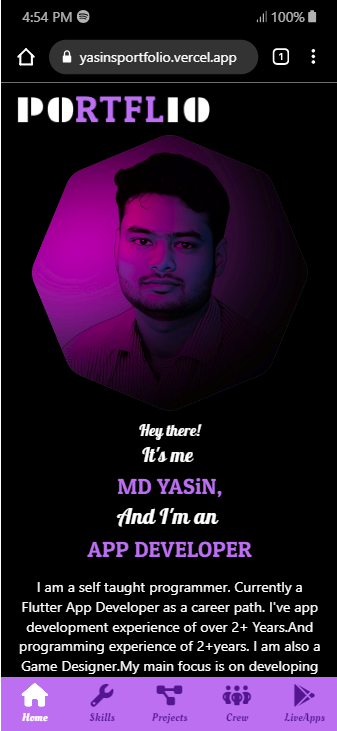 4:54 PM 100%
yasinsportfolio.vercel.app 1
PORTFLIO
Hey there!
It's me
MD YASiN,
And I'm an
APP DEVELOPER
I am a self taught programmer. Currently a
Flutter App Developer as a career path. I've app
development experience of over 2+ Years.And
programming experience of 2+years. I am also a
Game Designer.My main focus is on developing
Home Skills Projects Crew LiveApps